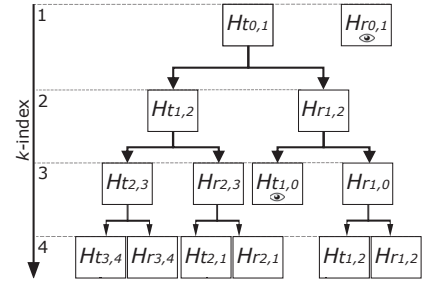 1 Ht0,1 Hr0,1
2 Ht1,2 Hr1,2
k-index
3 Ht2,3 Hr2,3 Ht1,0 Hr1,0
4 Ht3,4 Hr3,4 Ht2,1 Hr2,1 Ht1,2 Hr1,2